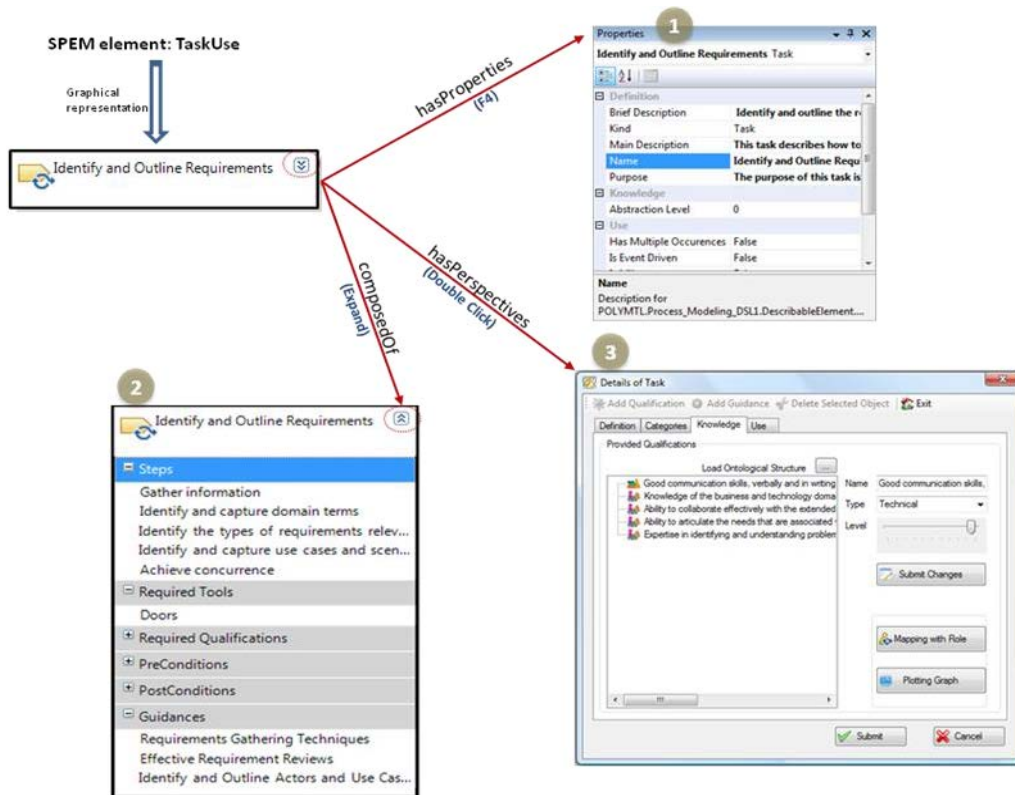 SPEM element: TaskUse
Graphical
representation
Identify and Outline Requirements
hasProperties
(F4)
composedOf
(Expand)
hasPerspectives
(Double Click)
1
Properties
Identify and Outline Requirements Task
Definition
Brief Description Identify and outline the r
Kind Task
Main Description This task describes how to
Name Identify and Outline Requ
Purpose The purpose of this task is
Knowledge
Abstraction Level 0
Use
Has Multiple Occurences False
Is Event Driven False
Name
Description for
POLYMTL.Process_Modeling_DSL1.DescribableElement....
2
Identify and Outline Requirements
Steps
Gather information
Identify and capture domain terms
Identify the types of requirements relev...
Identify and capture use cases and scen...
Achieve concurrence
Required Tools
Doors
Required Qualifications
PreConditions
PostConditions
Guidances
Requirements Gathering Techniques
Effective Requirement Reviews
Identify and Outline Actors and Use Cas...
3
Details of Task
Add Qualification Add Guidance Delete Selected Object Exit
Definition Categories Knowledge Use
Provided Qualifications
Load Ontological Structure ...
Good communication skills, verbally and in writing
Knowledge of the business and technology doma
Ability to collaborate effectively with the extended
Ability to articulate the needs that are associated
Expertise in identifying and understanding problem
Name Good communication skills,
Type Technical
Level
Submit Changes
Mapping with Role
Plotting Graph
Submit Cancel